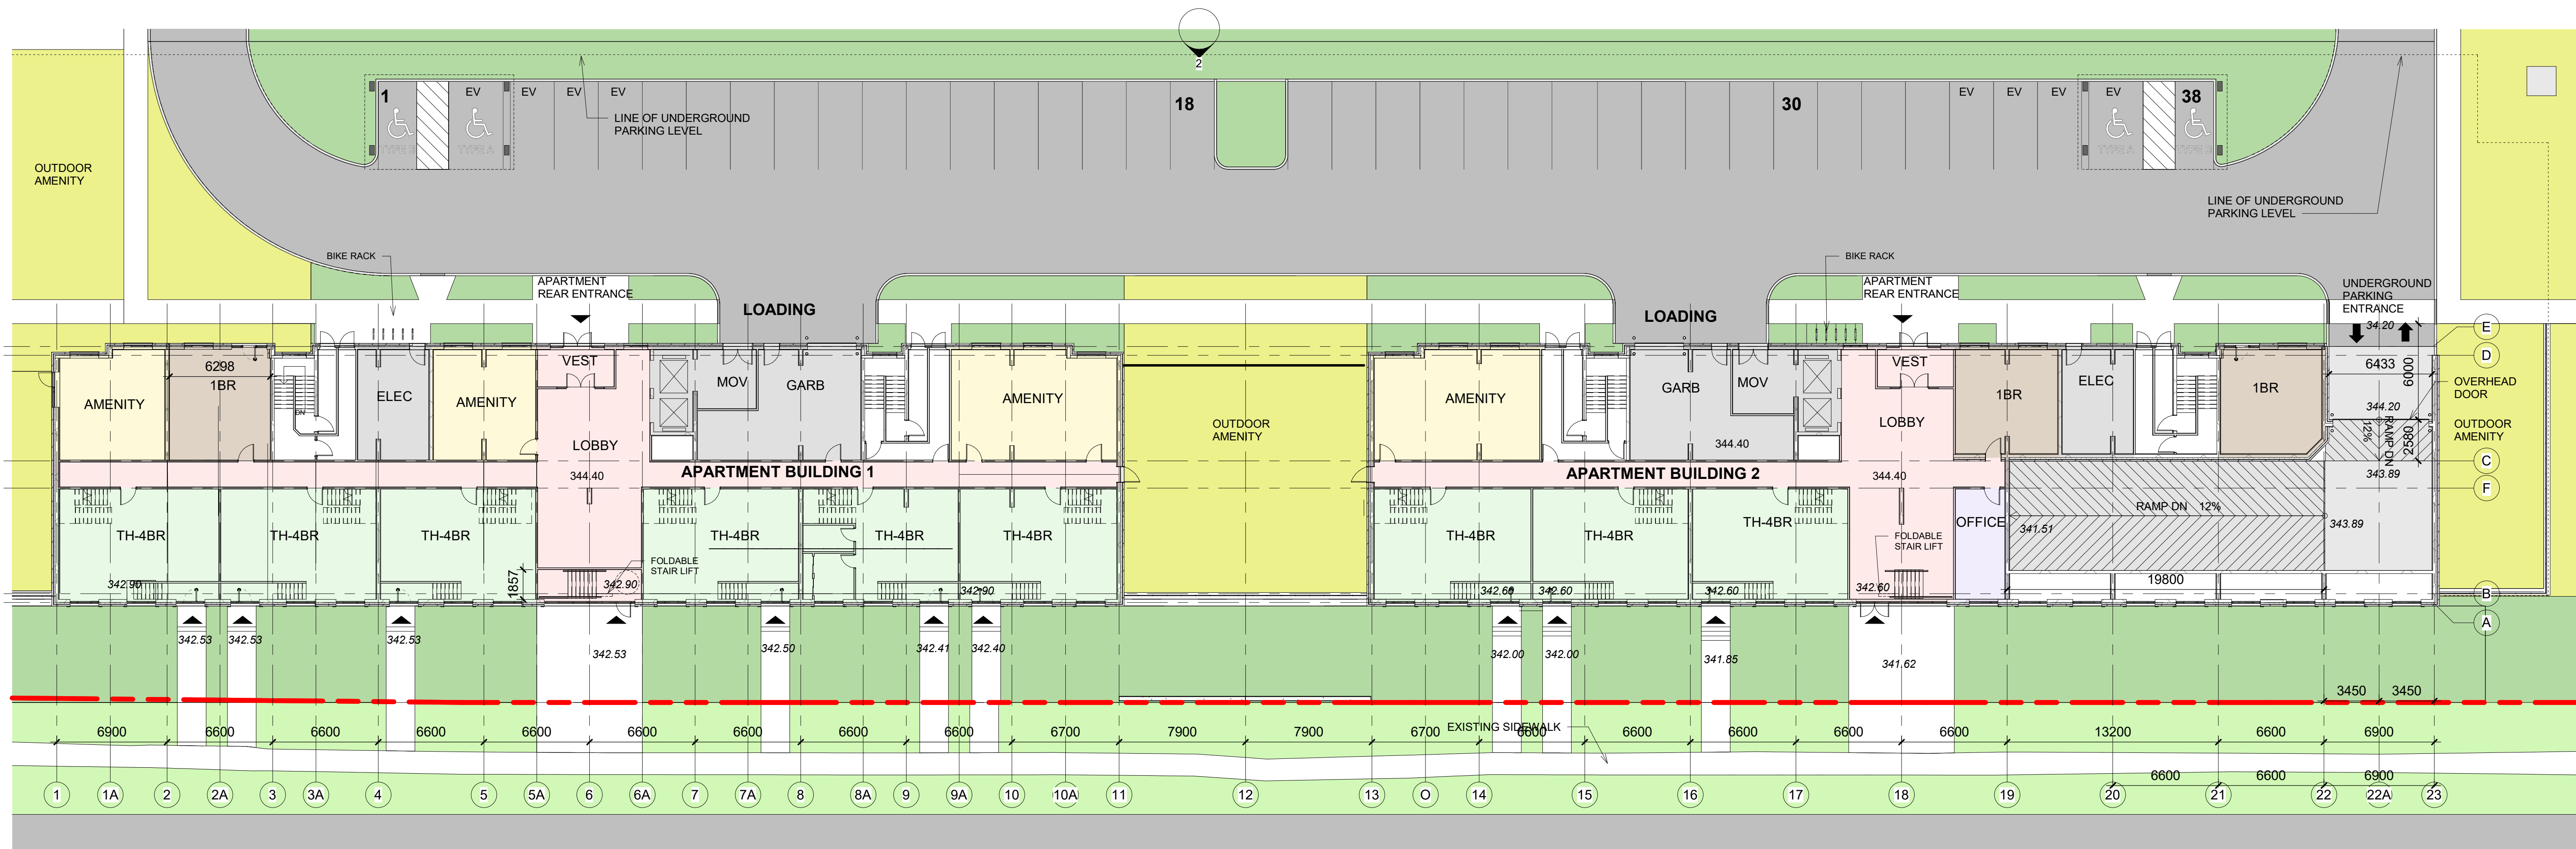 2
1
EV
EV
EV
EV
18
30
EV
EV
EV
EV
38
TYPE B
TYPE A
TYPE A
TYPE B
LINE OF UNDERGROUND
PARKING LEVEL
OUTDOOR
AMENITY
LINE OF UNDERGROUND
PARKING LEVEL
BIKE RACK
APARTMENT
REAR ENTRANCE
LOADING
LOADING
BIKE RACK
APARTMENT
REAR ENTRANCE
UNDERGROUND
PARKING
ENTRANCE
34.20
E
D
C
F
B
A
6298
1BR
AMENITY
DN
ELEC
AMENITY
VEST
LOBBY
344.40
MOV
GARB
AMENITY
OUTDOOR
AMENITY
AMENITY
GARB
MOV
344.40
VEST
LOBBY
344.40
1BR
ELEC
1BR
6433
6000
344.20
OVERHEAD
DOOR
12%
RAMP DN
2580
343.89
OUTDOOR
AMENITY
APARTMENT BUILDING 1
APARTMENT BUILDING 2
TH-4BR
TH-4BR
TH-4BR
TH-4BR
TH-4BR
TH-4BR
TH-4BR
TH-4BR
TH-4BR
OFFICE
RAMP DN 12%
341.51
343.89
FOLDABLE
STAIR LIFT
FOLDABLE
STAIR LIFT
342.90
1857
342.90
342.90
342.60
342.60
342.60
342.60
19800
342.53
342.53
342.53
342.53
342.50
342.41
342.40
342.00
342.00
341.85
341.62
3450
3450
EXISTING SIDEWALK
6900
6600
6600
6600
6600
6600
6600
6600
6600
6700
7900
7900
6700
6600
6600
6600
6600
6600
13200
6600
6900
6600
6600
6900
1
1A
2
2A
3
3A
4
5
5A
6
6A
7
7A
8
8A
9
9A
10
10A
11
12
13
O
14
15
16
17
18
19
20
21
22
22A
23